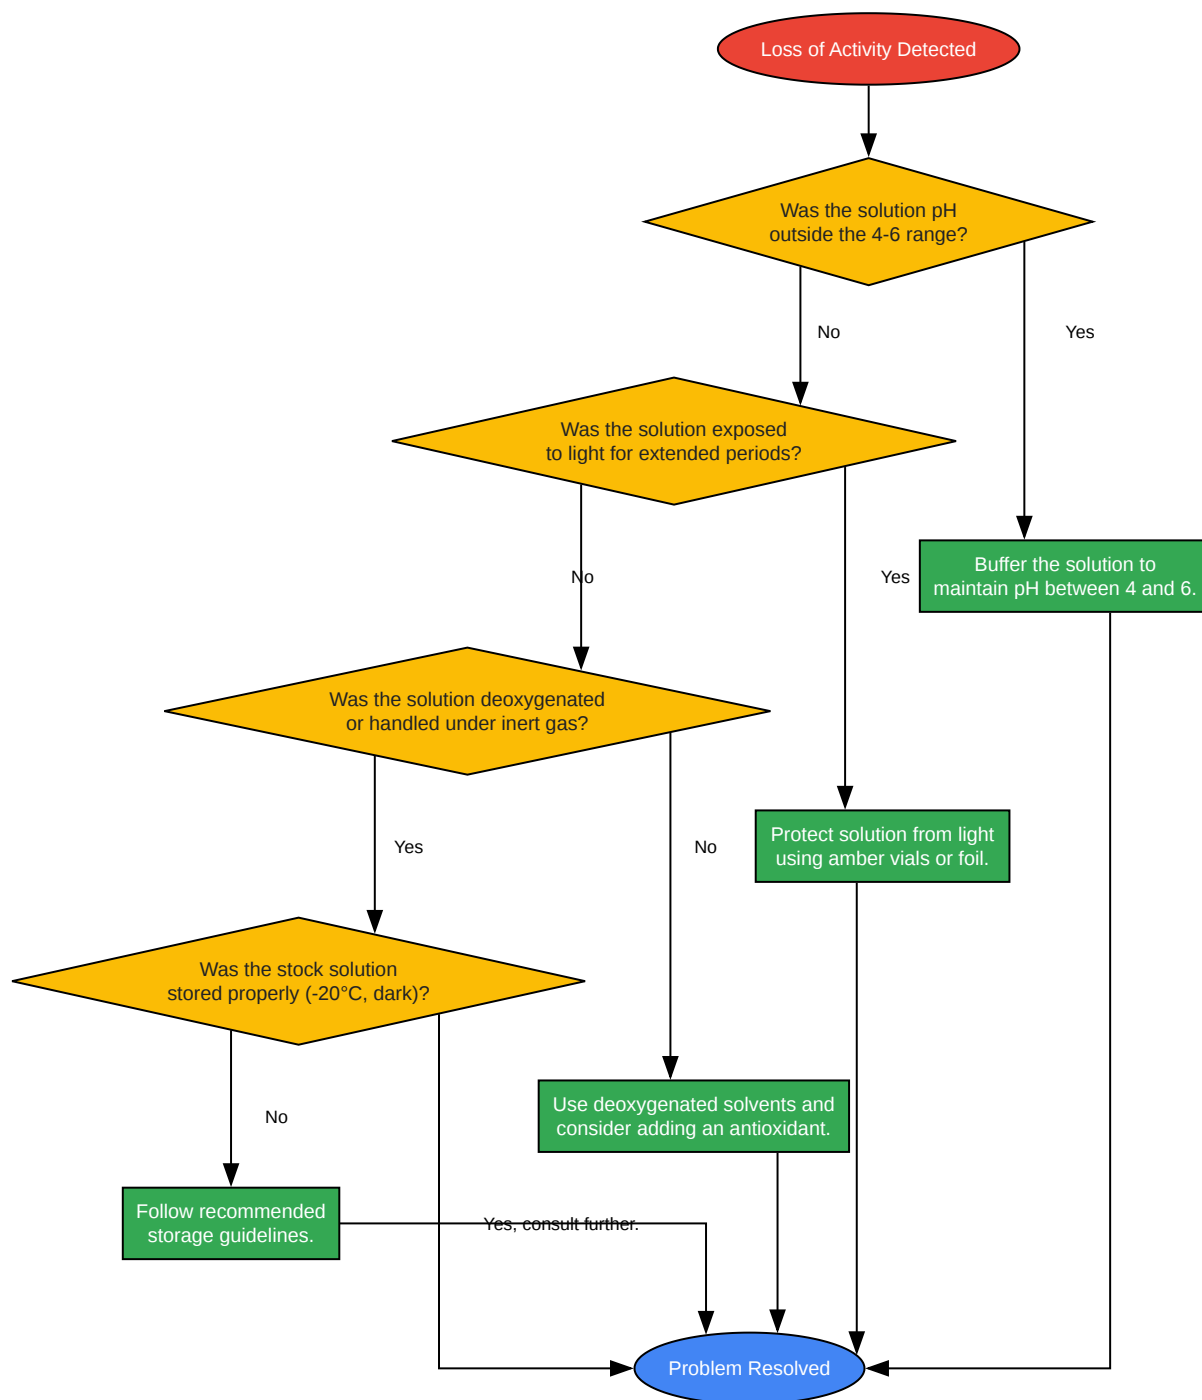 Loss of Activity Detected
Was the solution pH
outside the 4-6 range?
No
Yes
Was the solution exposed
to light for extended periods?
No
Yes
Buffer the solution to
maintain pH between 4 and 6.
Was the solution deoxygenated
or handled under inert gas?
Yes
No
Protect solution from light
using amber vials or foil.
Was the stock solution
stored properly (-20°C, dark)?
No
Use deoxygenated solvents and
consider adding an antioxidant.
Follow recommended
storage guidelines.
Yes, consult further.
Problem Resolved